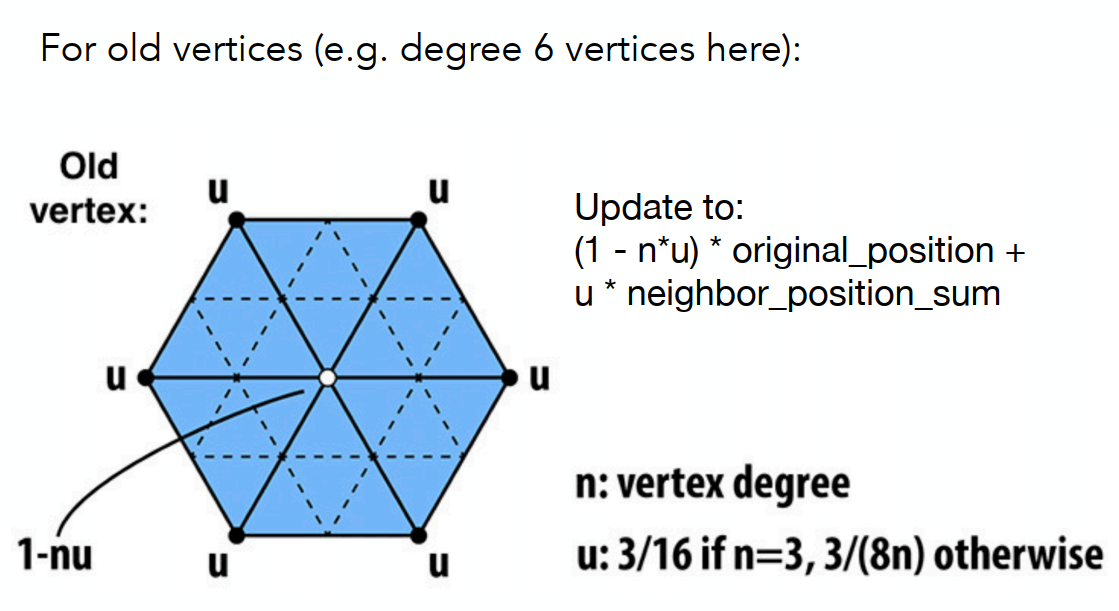 For old vertices (e.g. degree 6 vertices here):
Old
vertex:
u
u
u
u
1-nu
u
u
Update to:
(1 - n*u) * original_position +
u * neighbor_position_sum
n: vertex degree
u: 3/16 if n=3, 3/(8n) otherwise